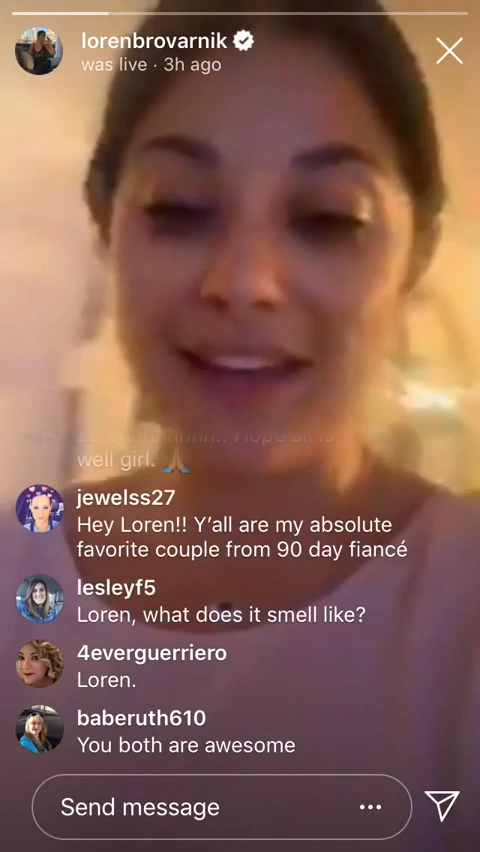 lorenbrovarnik
was live · 3h ago
well girl. 🙏
jewelss27
Hey Loren!! Y'all are my absolute
favorite couple from 90 day fiancé
lesleyf5
Loren, what does it smell like?
4everguerriero
Loren.
baberuth610
You both are awesome
Send message